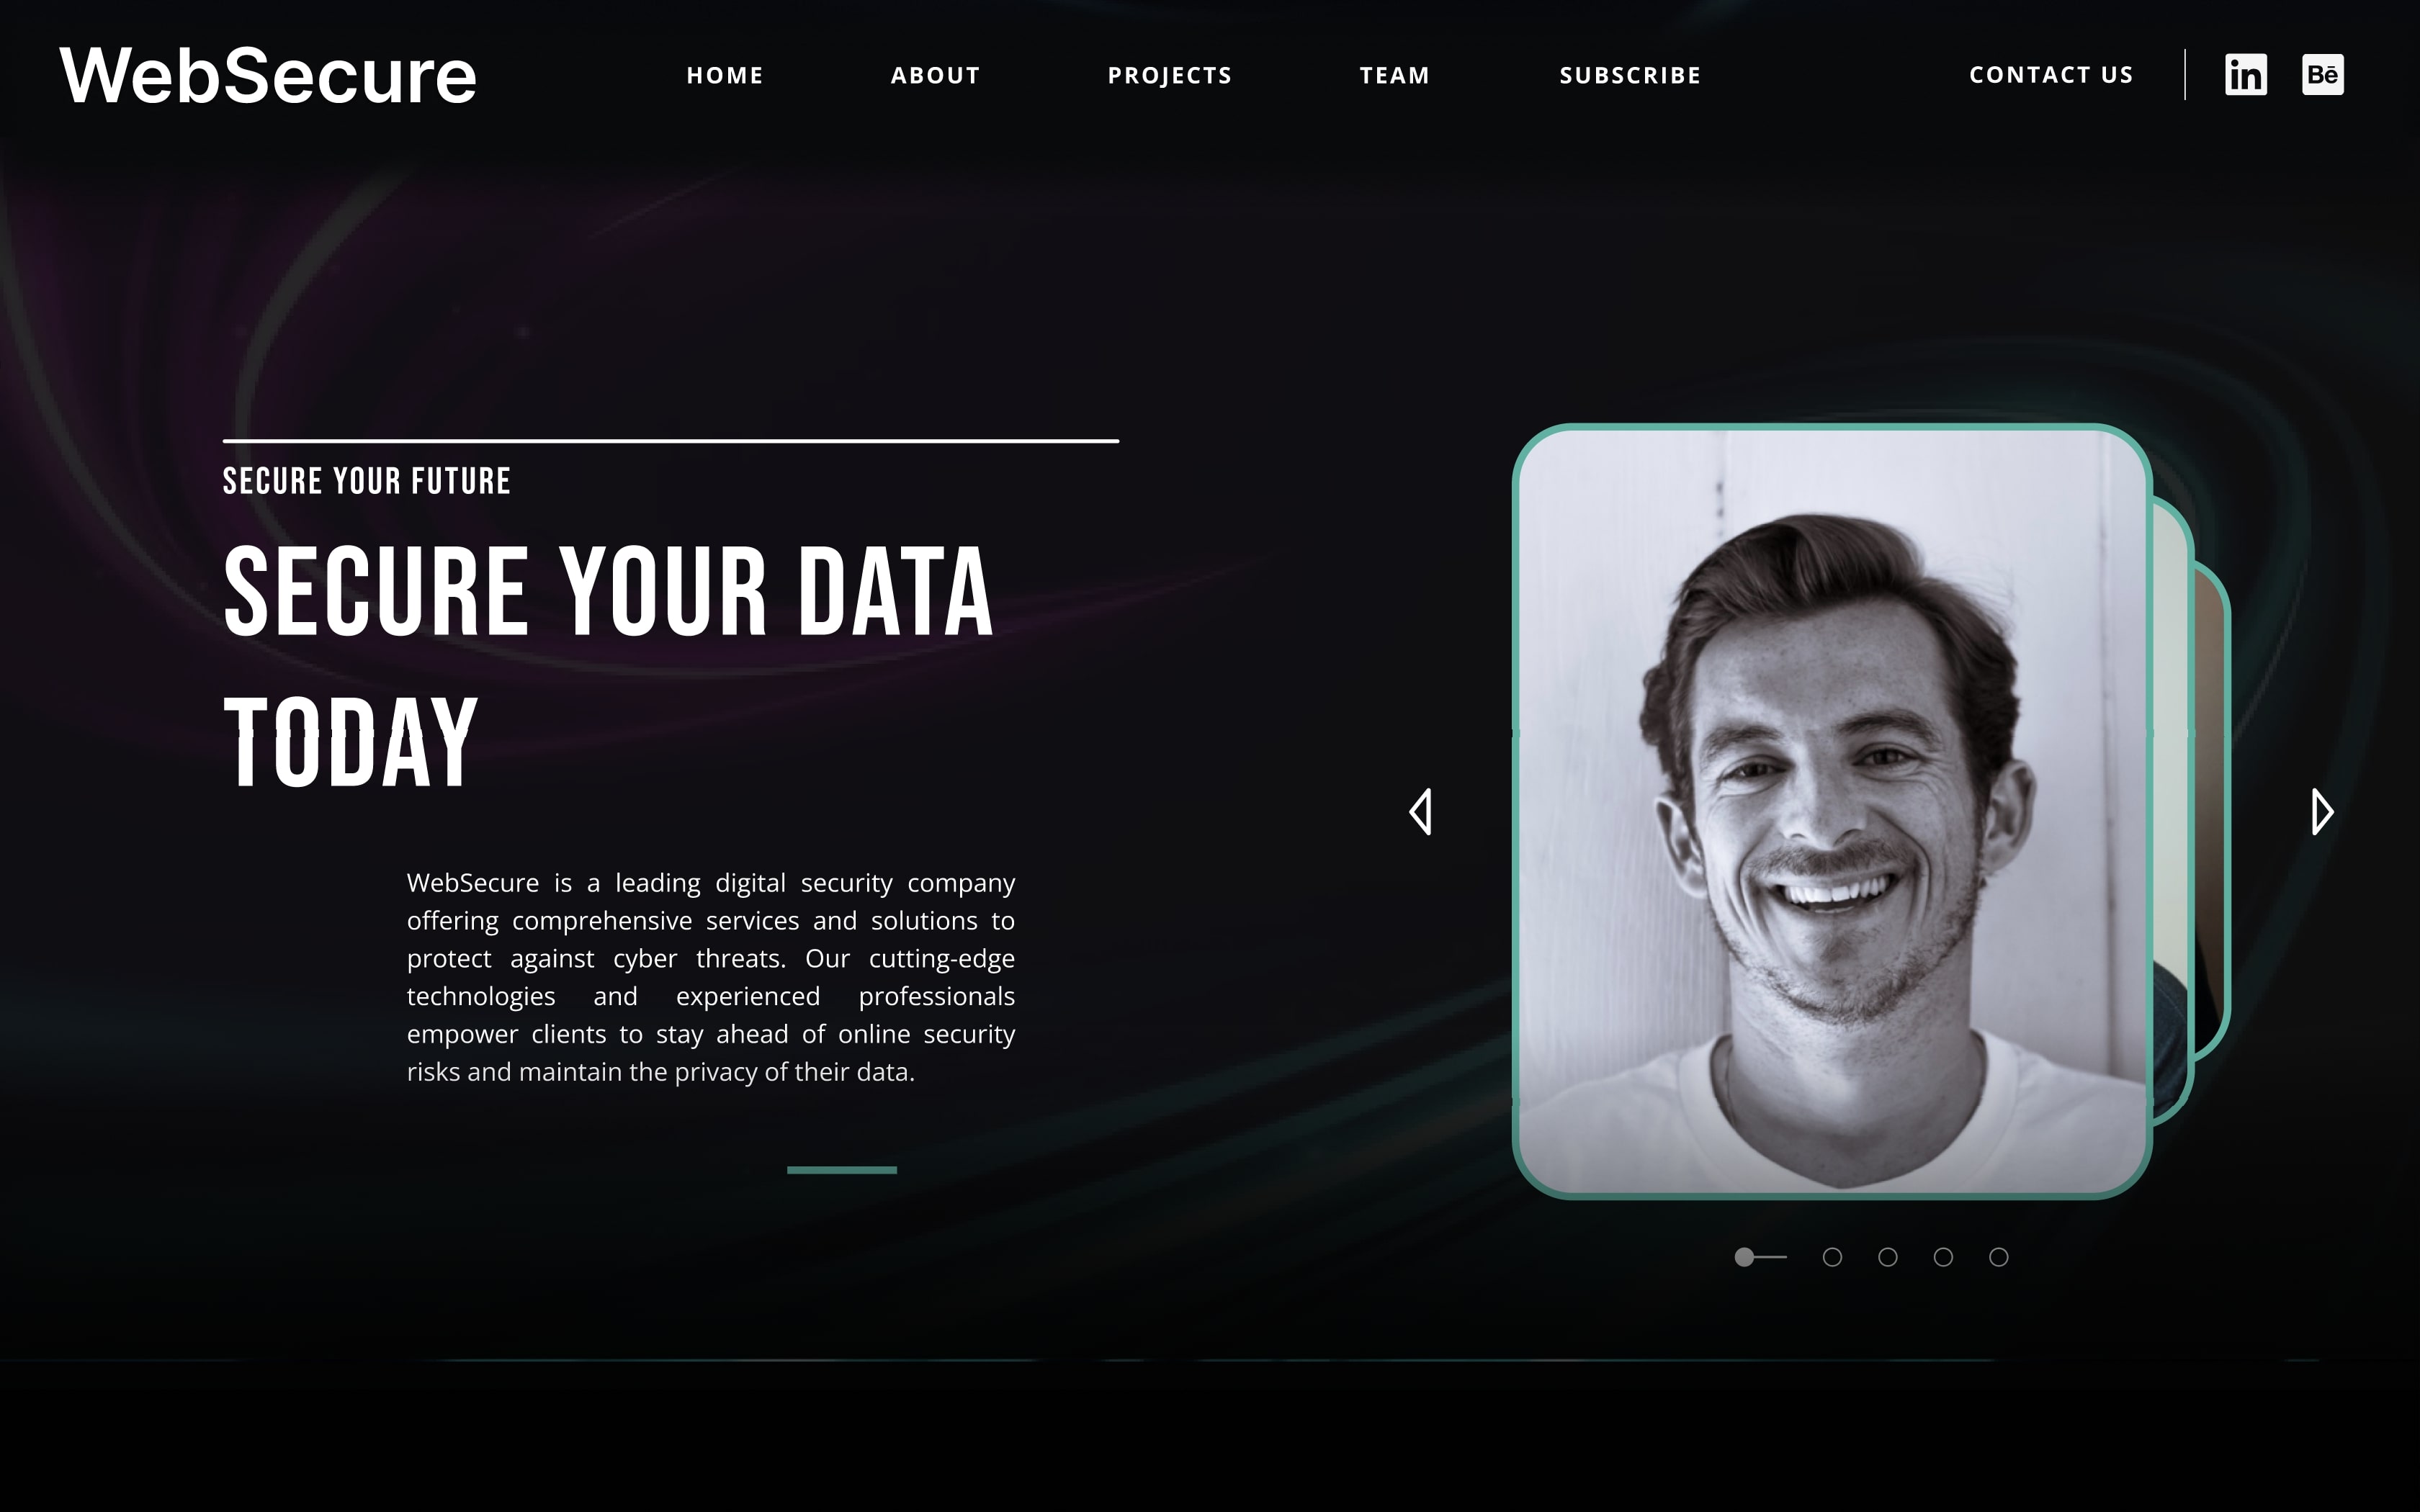 WebSecure
HOME
ABOUT
PROJECTS
TEAM
SUBSCRIBE
CONTACT US
in
Bē
SECURE YOUR FUTURE
SECURE YOUR DATA
TODAY
WebSecure is a leading digital security company
offering comprehensive services and solutions to
protect against cyber threats. Our cutting-edge
technologies and experienced professionals
empower clients to stay ahead of online security
risks and maintain the privacy of their data.